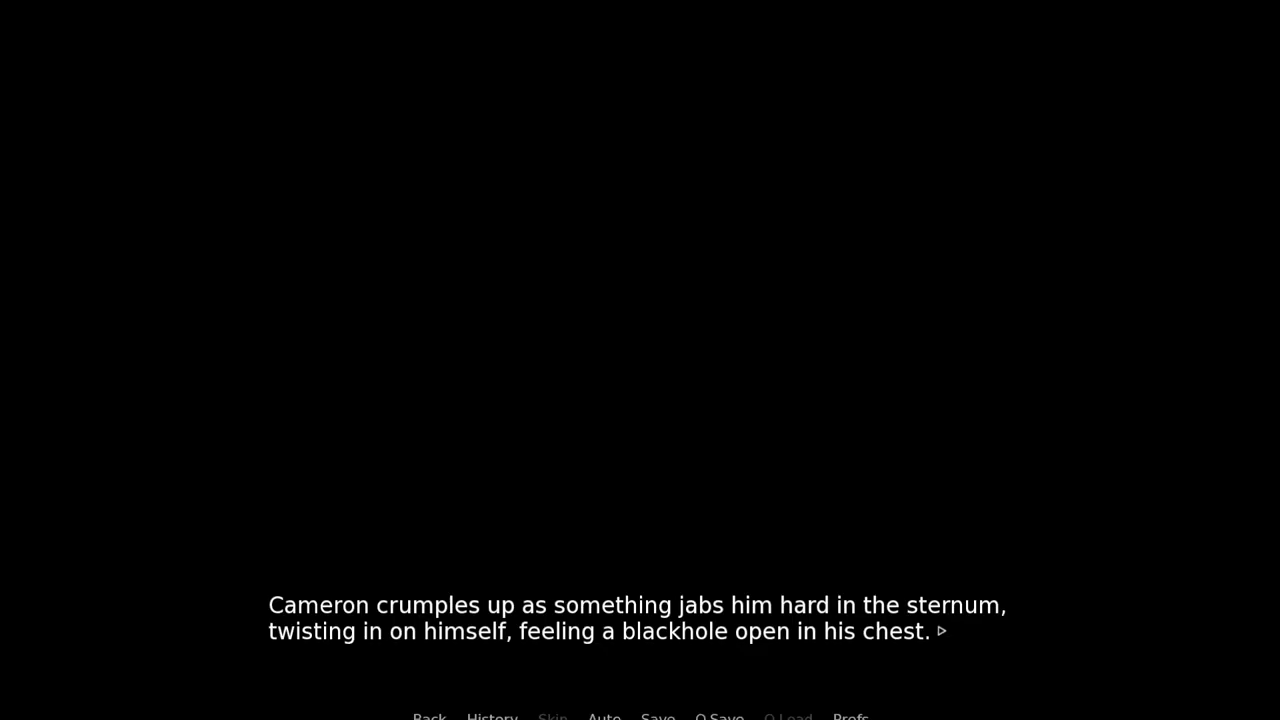 Cameron crumples up as something jabs him hard in the sternum,
twisting in on himself, feeling a blackhole open in his chest.
Back History Skip Auto Save Q.Save Q.Load Prefs